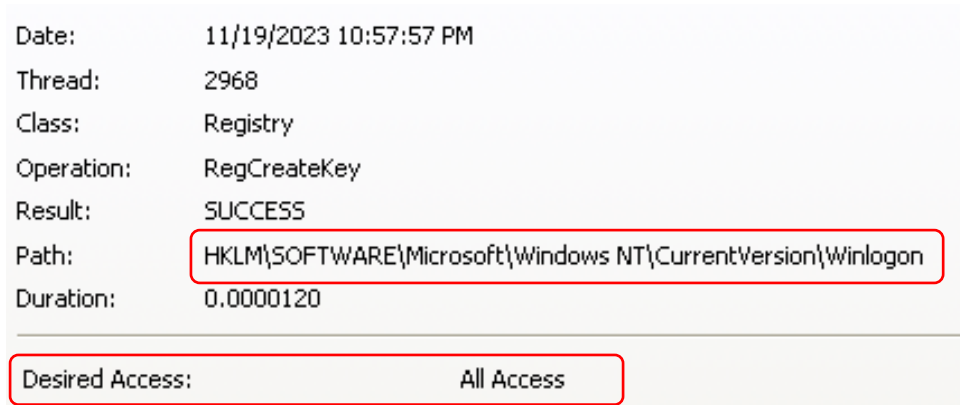 Date: 11/19/2023 10:57:57 PM
Thread: 2968
Class: Registry
Operation: RegCreateKey
Result: SUCCESS
Path: HKLM\SOFTWARE\Microsoft\Windows NT\CurrentVersion\Winlogon
Duration: 0.0000120
Desired Access: All Access